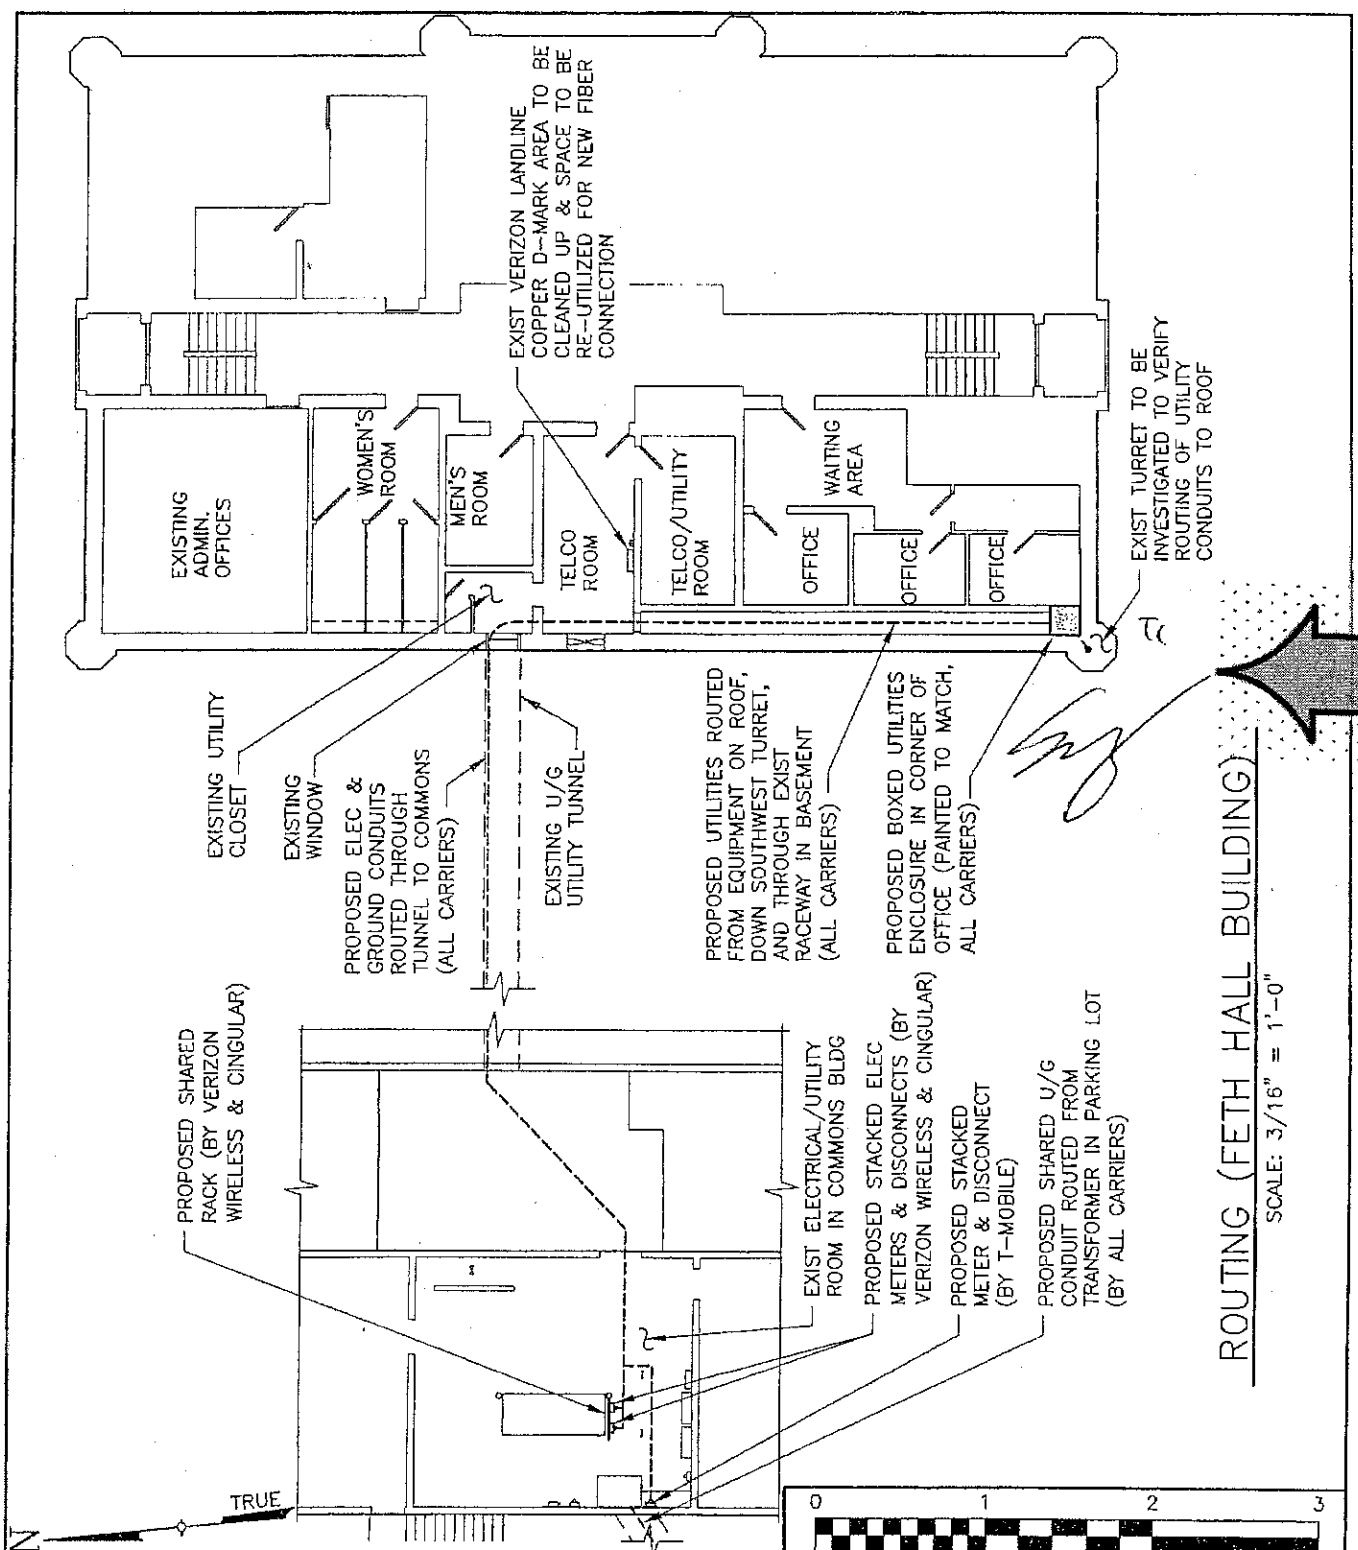 EXIST VERIZON LANDLINE
COPPER D-MARK AREA TO BE
CLEANED UP & SPACE TO BE
RE-UTILIZED FOR NEW FIBER
CONNECTION
EXISTING
ADMIN.
OFFICES
WOMEN'S
ROOM
MEN'S
ROOM
TELCO
ROOM
TELCO/UTILITY
ROOM
WAITING
AREA
OFFICE
OFFICE
OFFICE
EXIST TURRET TO BE
INVESTIGATED TO VERIFY
ROUTING OF UTILITY
CONDUITS TO ROOF
EXISTING UTILITY
CLOSET
EXISTING
WINDOW
PROPOSED ELEC &
GROUND CONDUITS
ROUTED THROUGH
TUNNEL TO COMMONS
(ALL CARRIERS)
EXISTING U/G
UTILITY TUNNEL
PROPOSED UTILITIES ROUTED
FROM EQUIPMENT ON ROOF,
DOWN SOUTHWEST TURRET,
AND THROUGH EXIST
RACEWAY IN BASEMENT
(ALL CARRIERS)
PROPOSED BOXED UTILITIES
ENCLOSURE IN CORNER OF
OFFICE (PAINTED TO MATCH,
ALL CARRIERS)
PROPOSED SHARED
RACK (BY VERIZON
WIRELESS & CINGULAR)
EXIST ELECTRICAL/UTILITY
ROOM IN COMMONS BLDG
PROPOSED STACKED ELEC
METERS & DISCONNECTS (BY
VERIZON WIRELESS & CINGULAR)
PROPOSED STACKED
METER & DISCONNECT
(BY T-MOBILE)
PROPOSED SHARED U/G
CONDUIT ROUTED FROM
TRANSFORMER IN PARKING LOT
(BY ALL CARRIERS)
ROUTING (FETH HALL BUILDING)
SCALE: 3/16" = 1'-0"
N
TRUE
0 1 2 3